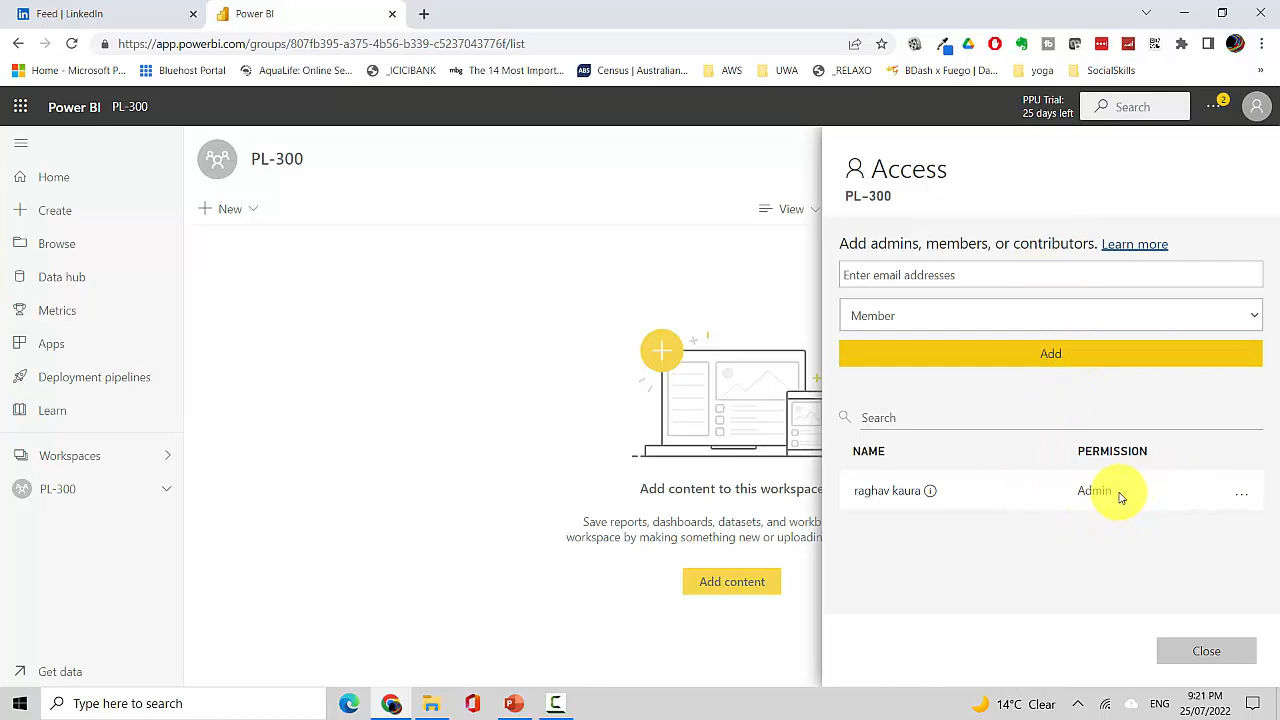 Feed | LinkedIn
Power BI
https://app.powerbi.com/groups/807fb395-a375-4b56-b339-c5237043776f/list
Home - Microsoft P...
Bluehost Portal
AquaLife: Online Se...
_ICICIBANK
The 14 Most Impor...
Census | Australian...
AWS
UWA
_RELAXO
BDash x Fuego | Da...
yoga
SocialSkills
»
Power BI PL-300
PPU Trial:
25 days left
Search
2
Home
Create
Browse
Data hub
Metrics
Apps
Deployment pipelines
Learn
Workspaces
PL-300
Get data
PL-300
New
View
Add content to this workspace
Save reports, dashboards, datasets, and workb
workspace by making something new or uploadin
Add content
Access
PL-300
Add admins, members, or contributors. Learn more
Enter email addresses
Member
Add
Search
NAME PERMISSION
raghav kaura Admin ...
Close
Type here to search
14°C Clear
ENG
9:21 PM
25/07/2022